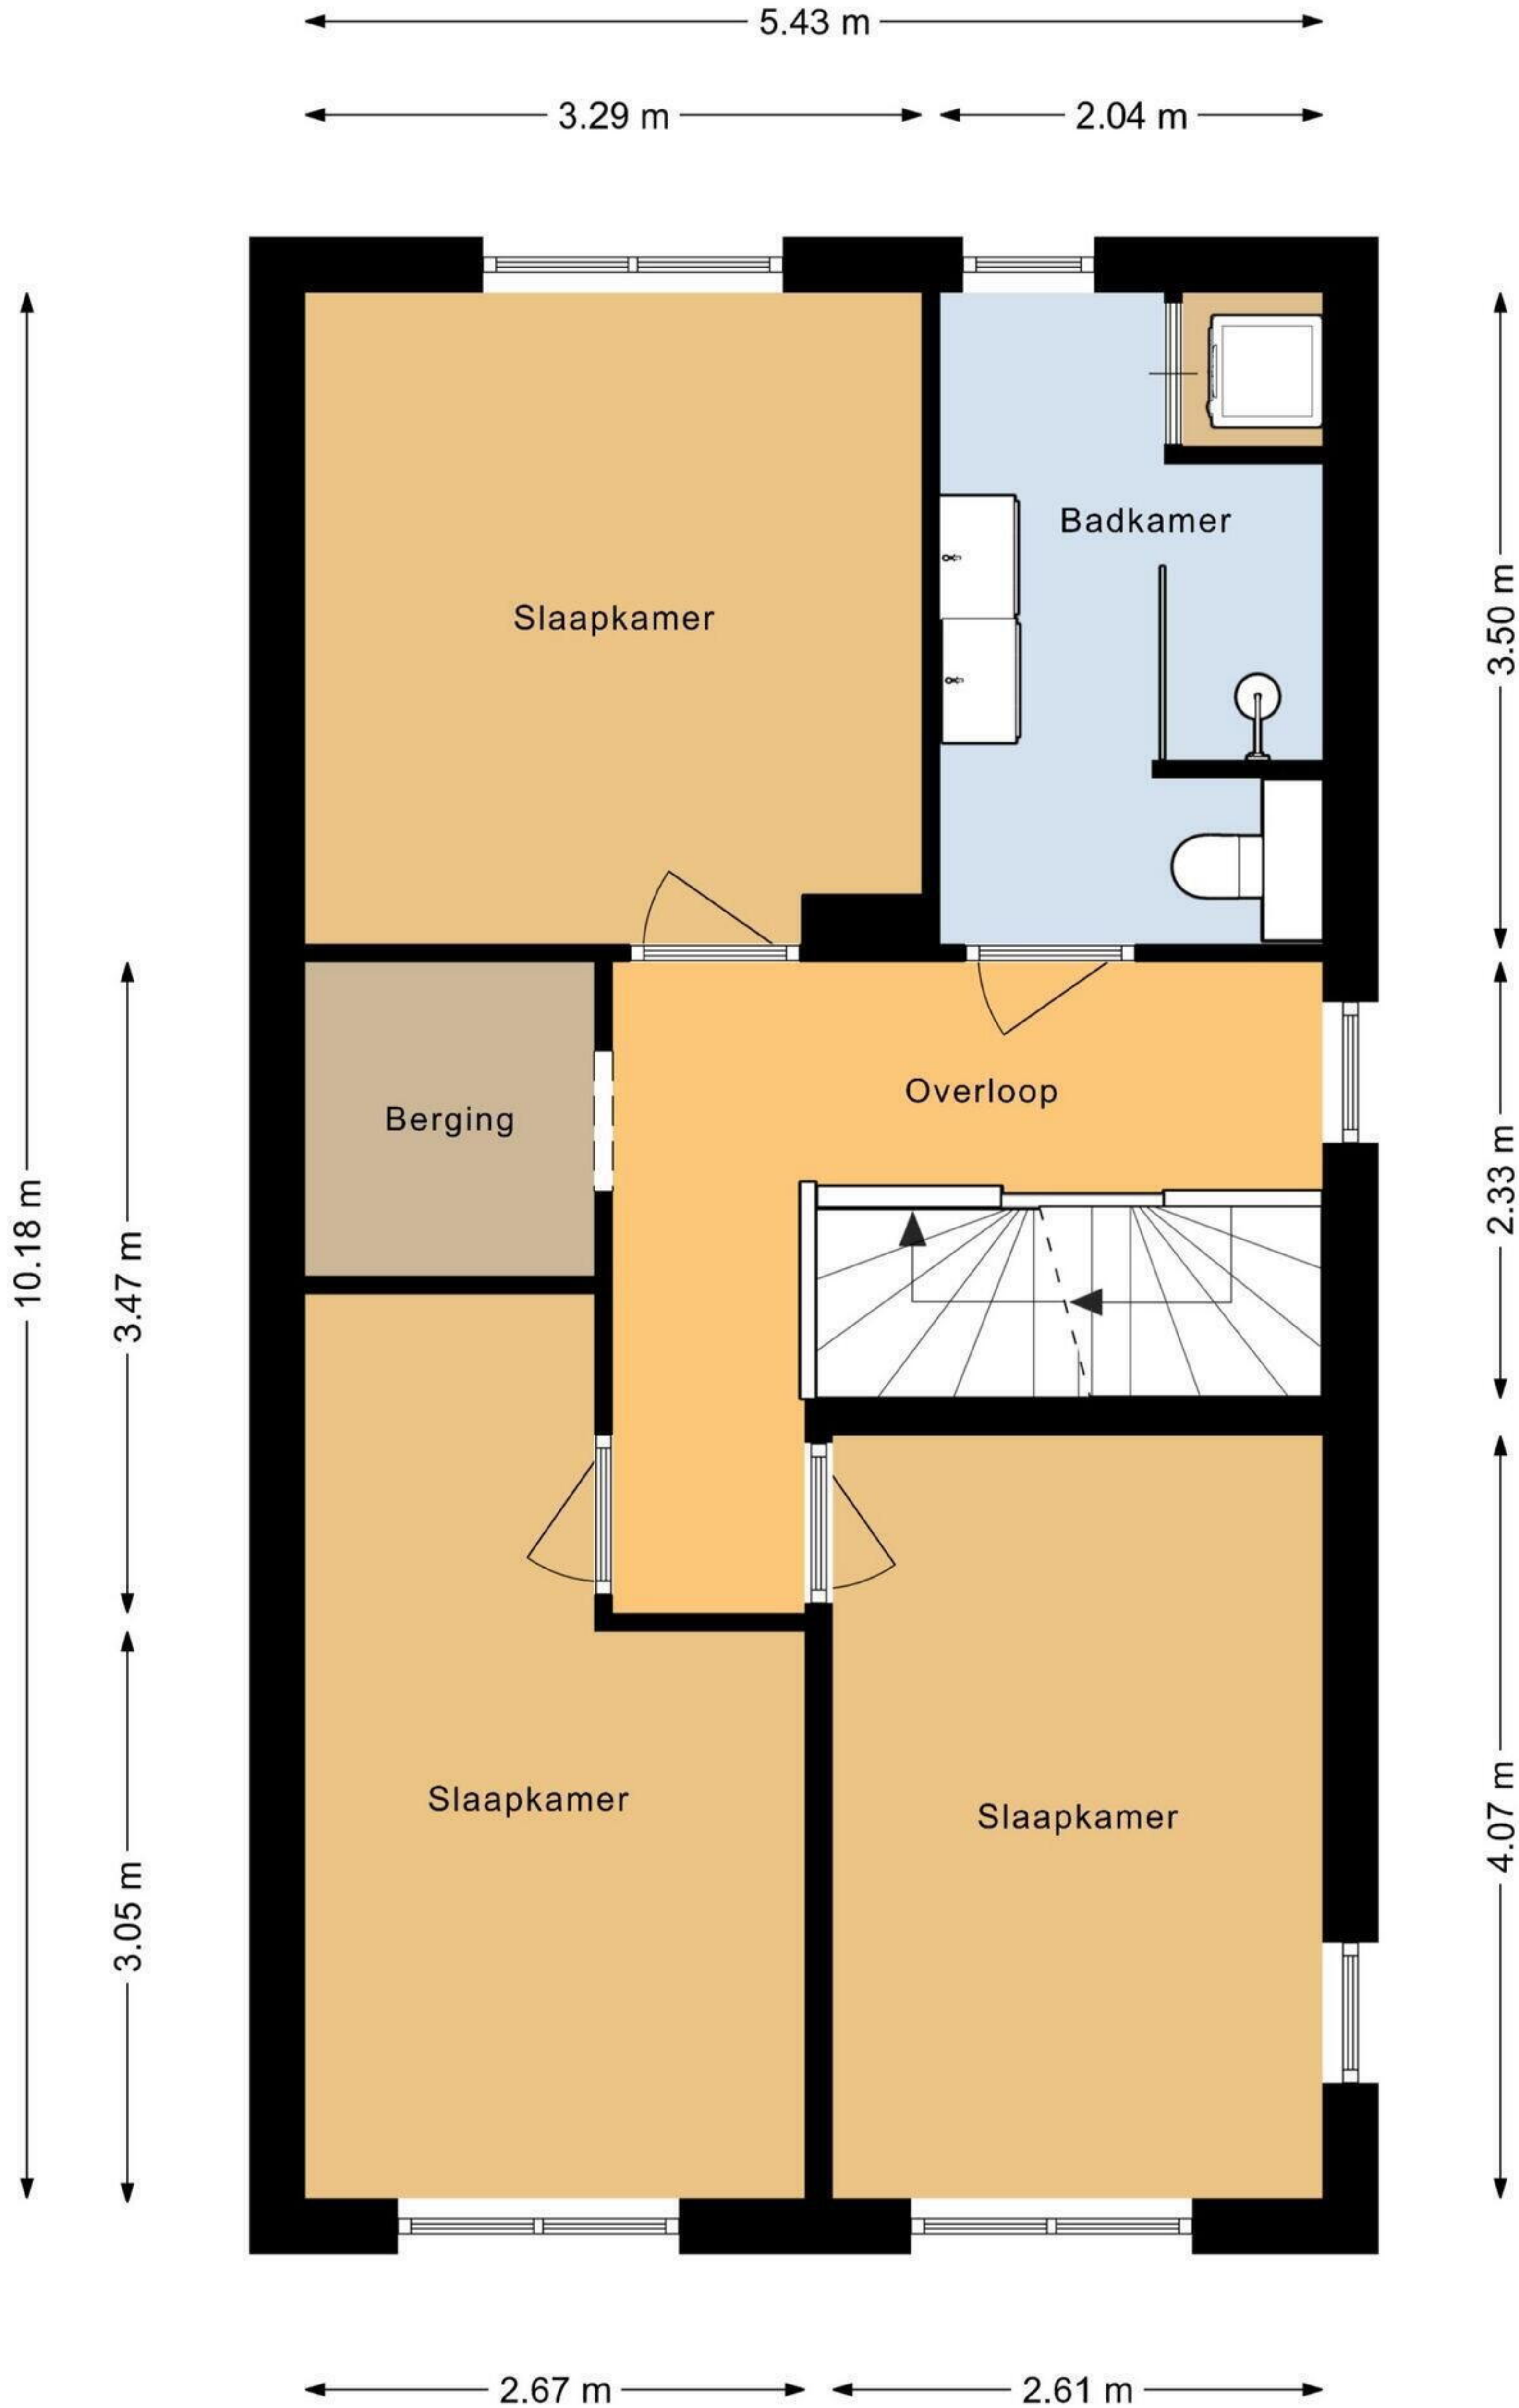 5.43 m
3.29 m
2.04 m
Badkamer
Slaapkamer
3.50 m
Overloop
Berging
2.33 m
10.18 m
3.47 m
Slaapkamer
Slaapkamer
4.07 m
3.05 m
2.67 m
2.61 m